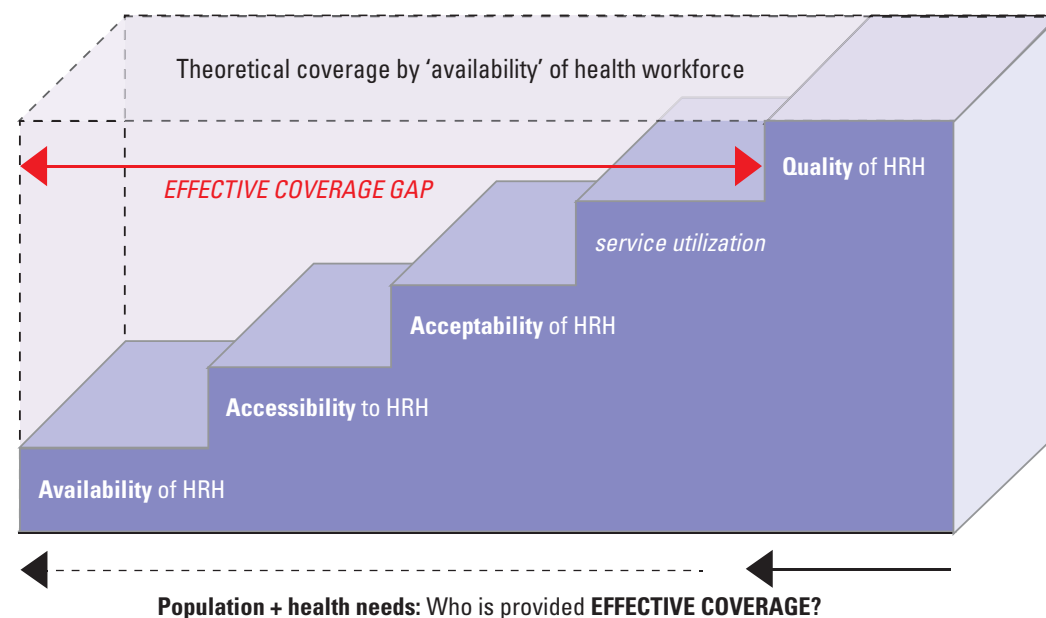 Theoretical coverage by ‘availability’ of health workforce
Quality of HRH
EFFECTIVE COVERAGE GAP
service utilization
Acceptability of HRH
Accessibility to HRH
Availability of HRH
Population + health needs: Who is provided EFFECTIVE COVERAGE?